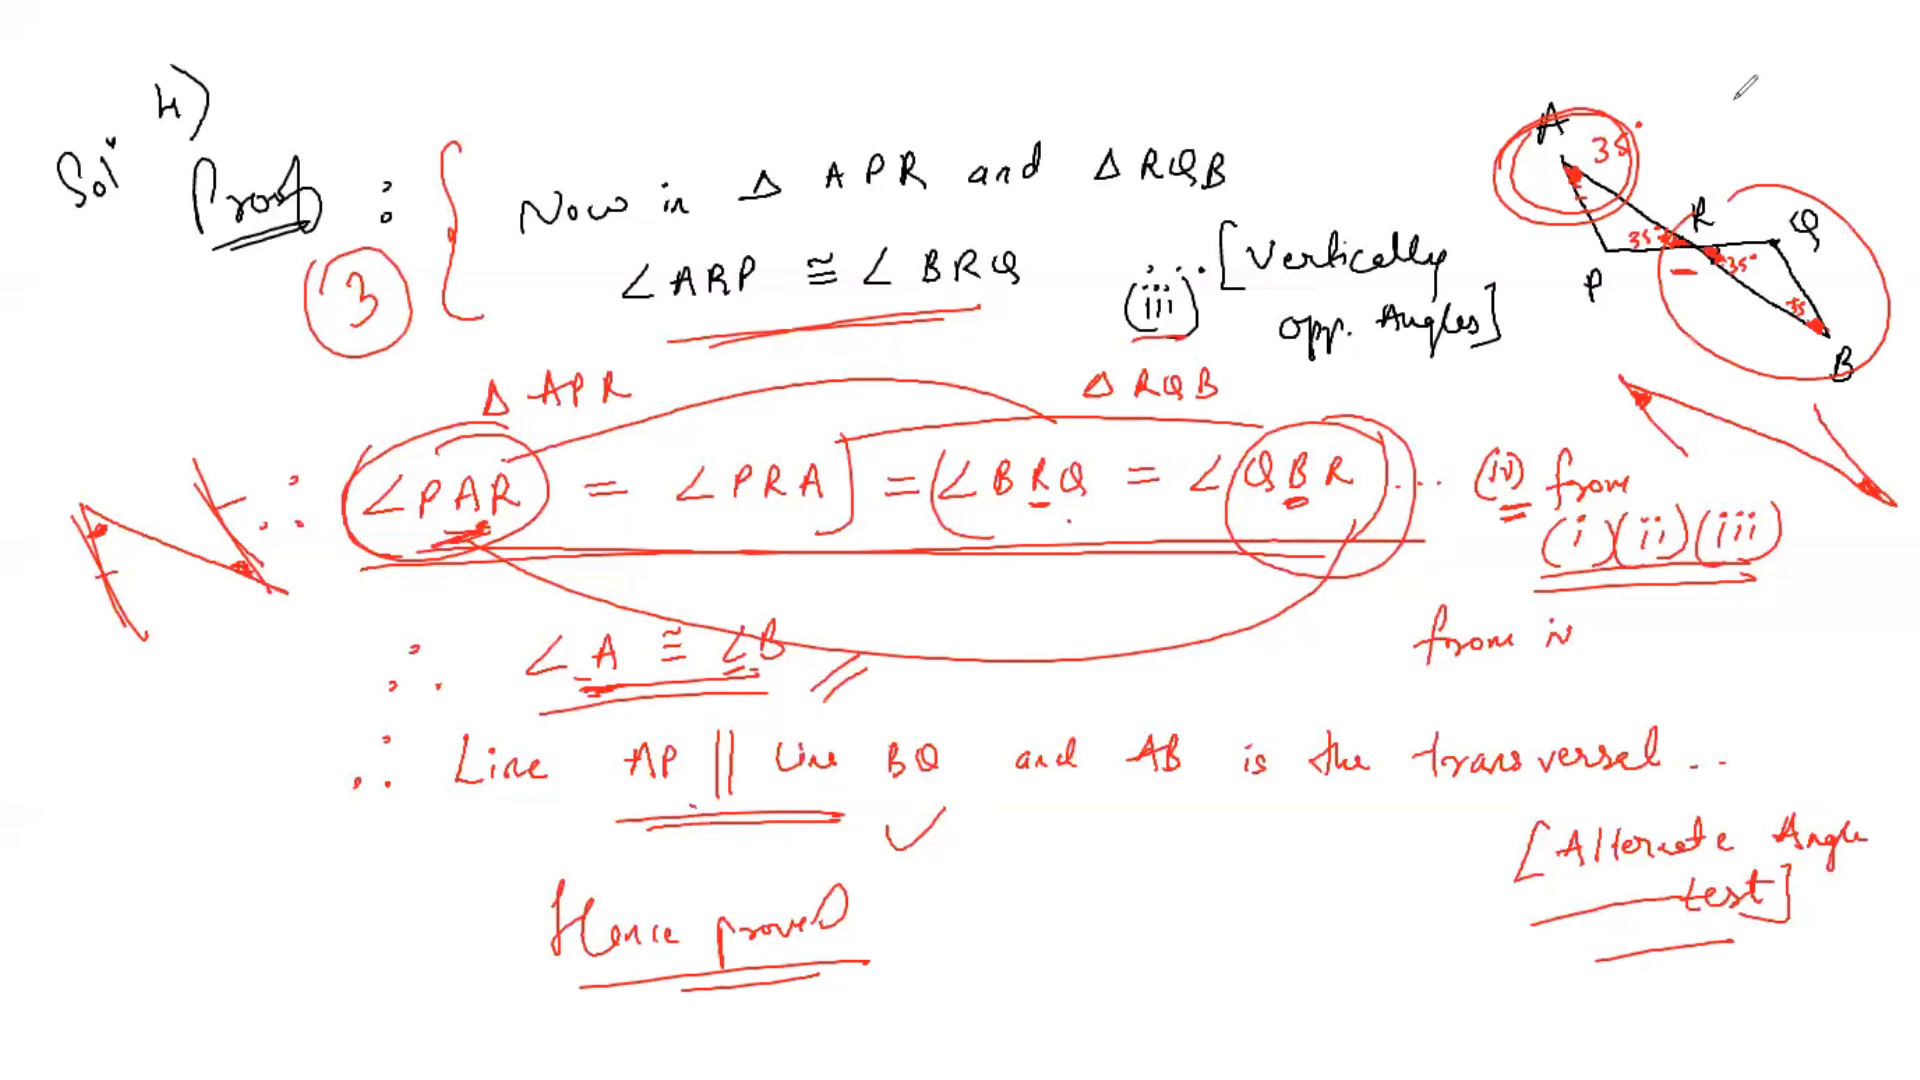 Solⁿ 4)
Proof :
3
Now in Δ APR and Δ RQB
∠ARP ≅ ∠BRQ (iii)... [Vertically
opp. Angles]
A 35°
35° R Q
P 35°
35
B
Δ APR Δ RQB
∴ ∠PAR = ∠PRA] = (∠BRQ = ∠QBR ... (iv) from
(i)(ii)(iii)
∴ ∠A ≅ ∠B from iv
∴ Line AP || line BQ and AB is the transversal...
[Alternate Angle
test]
Hence proved